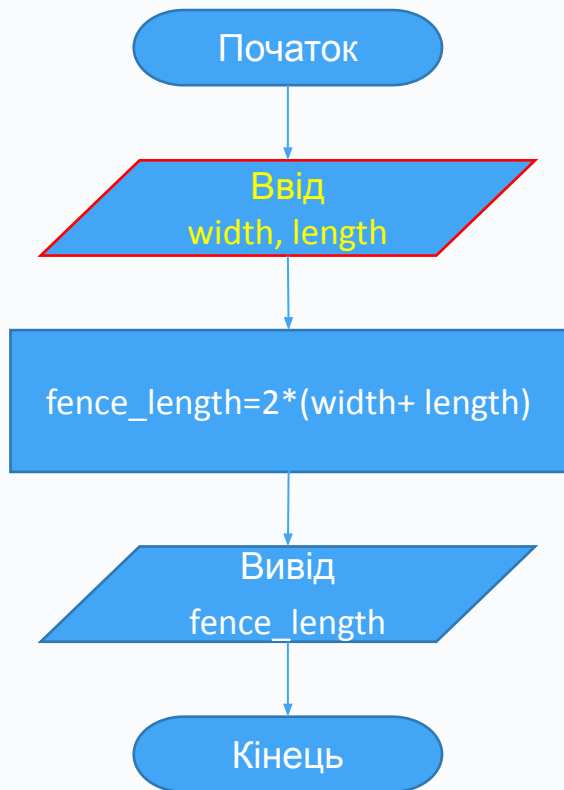 Початок
Ввід
width, length
fence_length=2*(width+ length)
Вивід
fence_length
Кінець